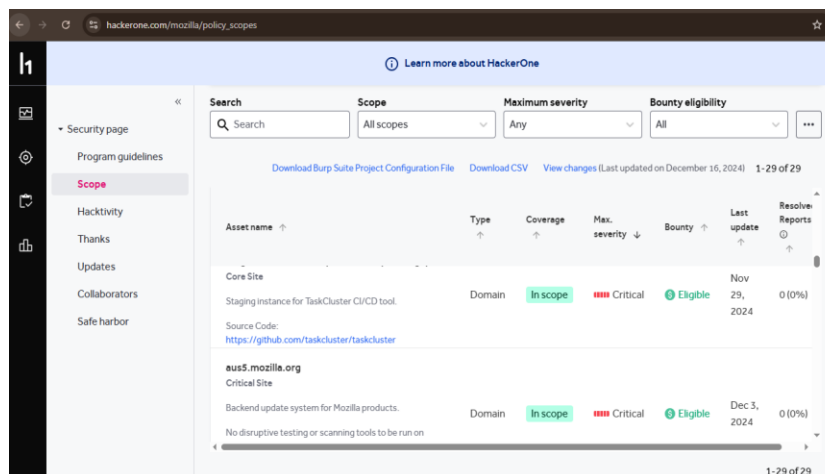 hackerone.com/mozilla/policy_scopes
h1
Learn more about HackerOne
Security page
Program guidelines
Scope
Hacktivity
Thanks
Updates
Collaborators
Safe harbor
Search
Scope
Maximum severity
Bounty eligibility
Search
All scopes
Any
All
Download Burp Suite Project Configuration File
Download CSV
View changes (Last updated on December 16, 2024)
1-29 of 29
Asset name
Type
Coverage
Max.
severity
Bounty
Last
update
Resolve
Reports
Core Site
Staging instance for TaskCluster CI/CD tool.
Source Code:
https://github.com/taskcluster/taskcluster
Domain
In scope
Critical
Eligible
Nov
29,
2024
0 (0%)
aus5.mozilla.org
Critical Site
Backend update system for Mozilla products.
No disruptive testing or scanning tools to be run on
Domain
In scope
Critical
Eligible
Dec 3,
2024
0 (0%)
1-29 of 29